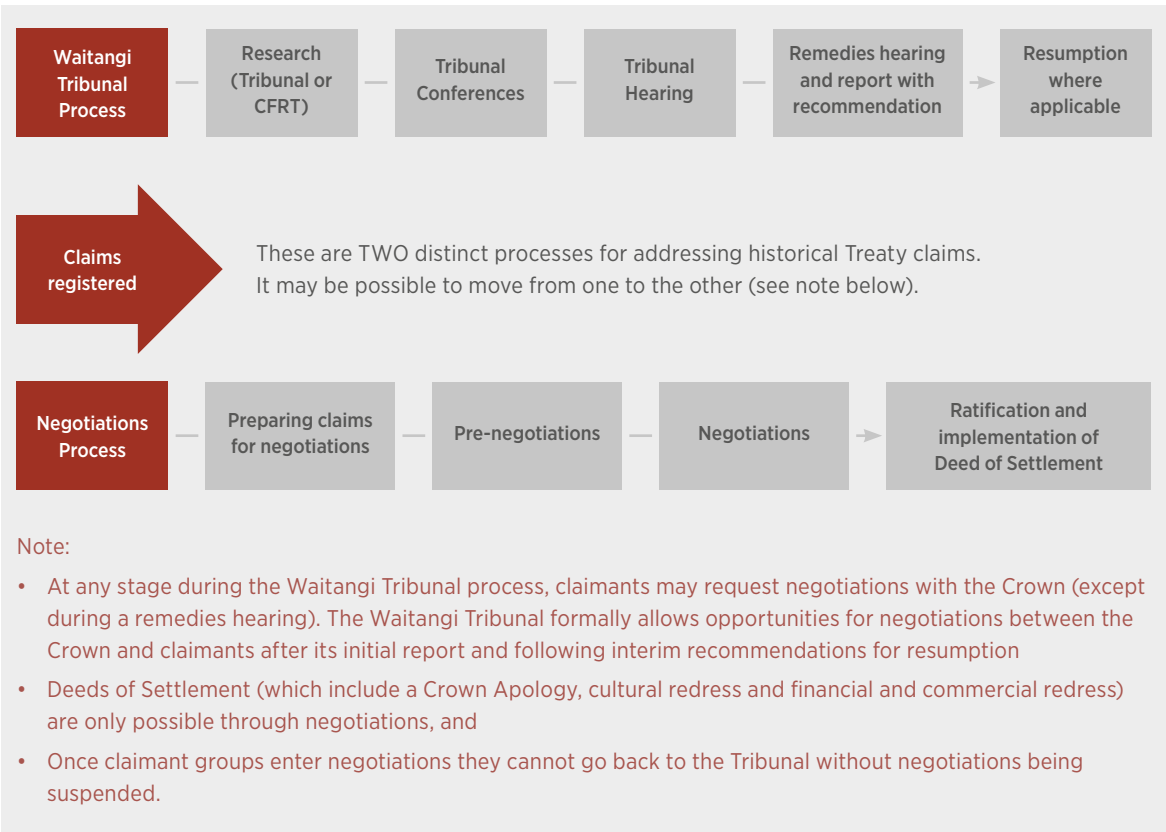 Waitangi
Tribunal
Process
Research
(Tribunal or
CFRT)
Tribunal
Conferences
Tribunal
Hearing
Remedies hearing
and report with
recommendation
Resumption
where
applicable
Claims
registered
These are TWO distinct processes for addressing historical Treaty claims.
It may be possible to move from one to the other (see note below).
Negotiations
Process
Preparing claims
for negotiations
Pre-negotiations
Negotiations
Ratification and
implementation of
Deed of Settlement
Note:
• At any stage during the Waitangi Tribunal process, claimants may request negotiations with the Crown (except
during a remedies hearing). The Waitangi Tribunal formally allows opportunities for negotiations between the
Crown and claimants after its initial report and following interim recommendations for resumption
• Deeds of Settlement (which include a Crown Apology, cultural redress and financial and commercial redress)
are only possible through negotiations, and
• Once claimant groups enter negotiations they cannot go back to the Tribunal without negotiations being
suspended.